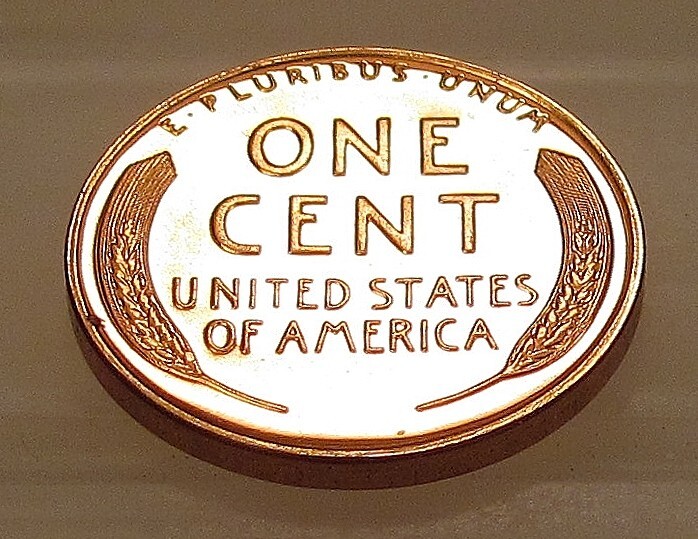 E · PLURIBUS · UNUM
ONE
CENT
UNITED STATES
OF AMERICA